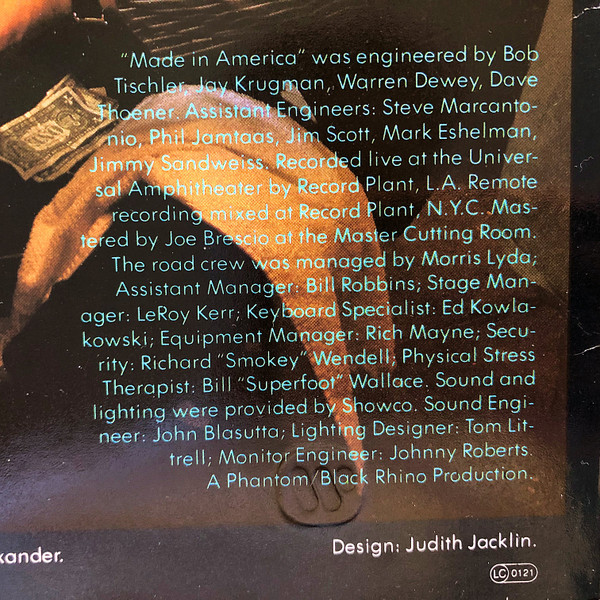 "Made in America" was engineered by Bob
Tischler, Jay Krugman, Warren Dewey, Dave
Thoener. Assistant Engineers: Steve Marcanto-
nio, Phil Jamtaas, Jim Scott, Mark Eshelman,
Jimmy Sandweiss. Recorded live at the Univer-
sal Amphitheater by Record Plant, L.A. Remote
recording mixed at Record Plant, N.Y.C. Mas-
tered by Joe Brescio at the Master Cutting Room.
The road crew was managed by Morris Lyda;
Assistant Manager: Bill Robbins; Stage Man-
ager: LeRoy Kerr; Keyboard Specialist: Ed Kowla-
kowski; Equipment Manager: Rich Mayne; Secu-
rity: Richard "Smokey" Wendell; Physical Stress
Therapist: Bill "Superfoot" Wallace. Sound and
lighting were provided by Showco. Sound Engi-
neer: John Blasutta; Lighting Designer: Tom Lit-
trell; Monitor Engineer: Johnny Roberts.
A Phantom/Black Rhino Production.
xander.
Design: Judith Jacklin.
LC 0121